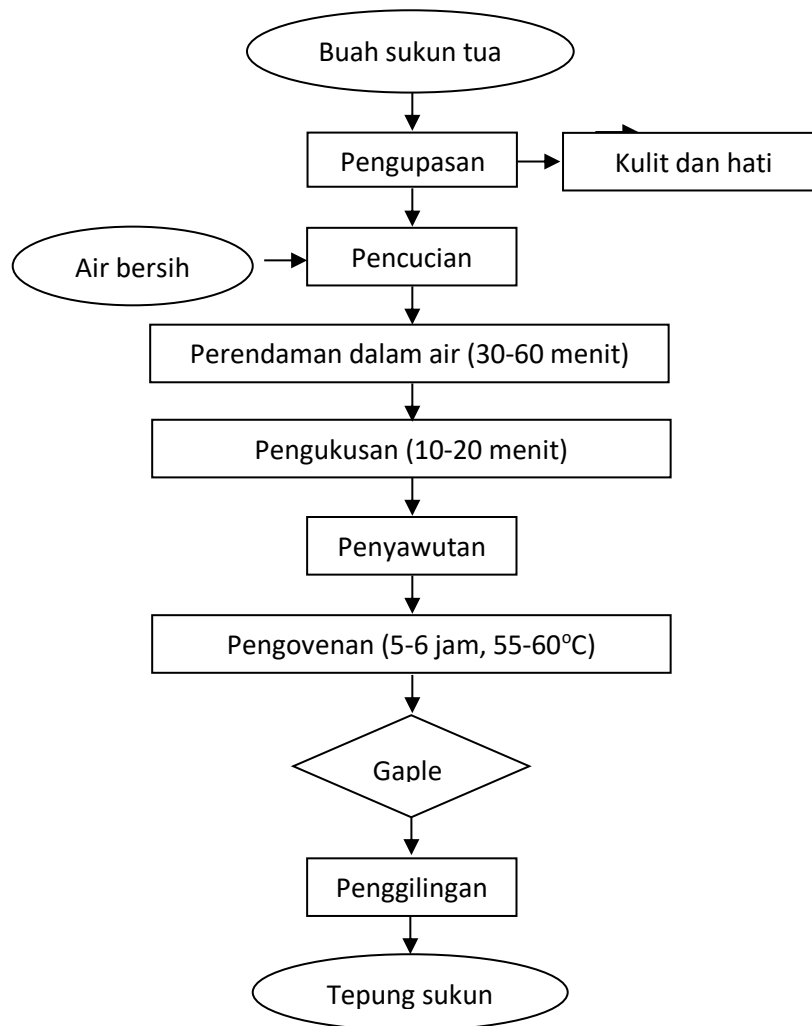 Buah sukun tua
Pengupasan
Kulit dan hati
Air bersih
Pencucian
Perendaman dalam air (30-60 menit)
Pengukusan (10-20 menit)
Penyawutan
Pengovenan (5-6 jam, 55-60°C)
Gaple
Penggilingan
Tepung sukun